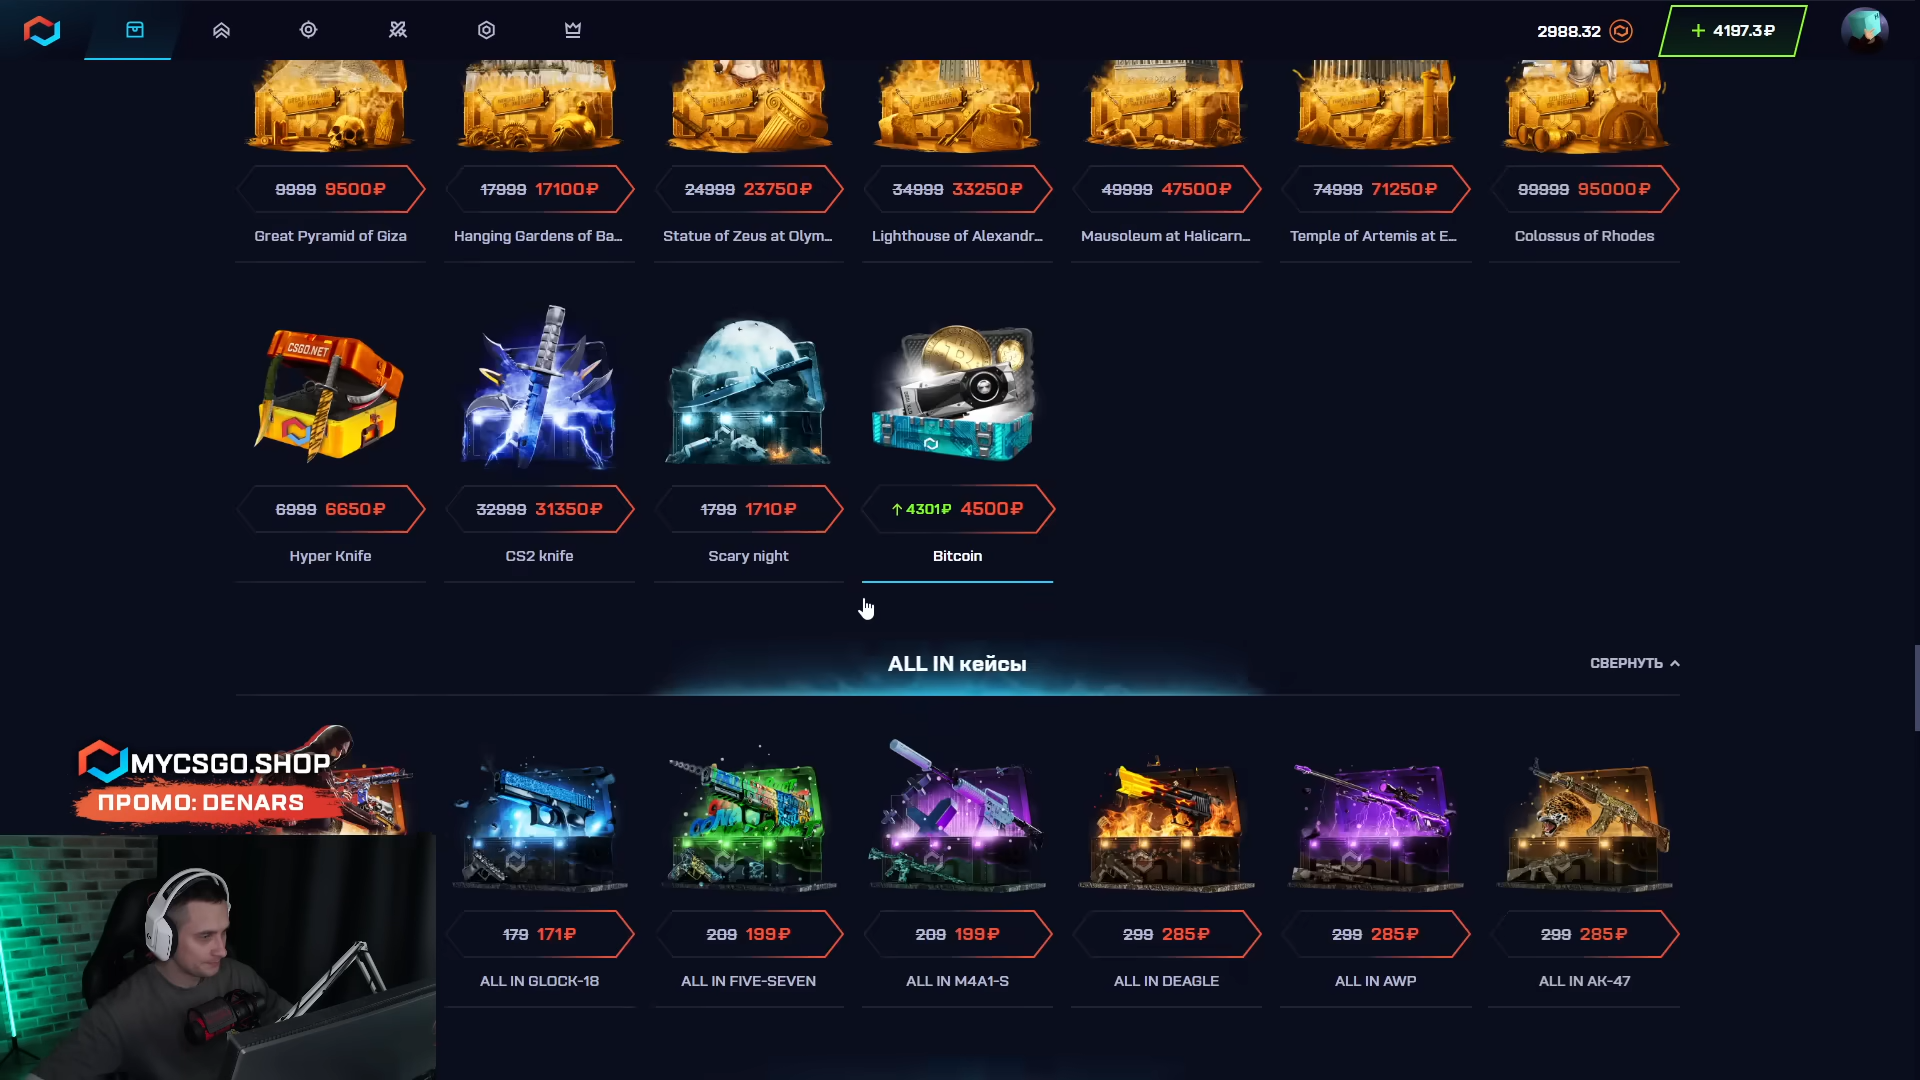 2988.32
+ 4197.3₽
9999 9500₽
17999 17100₽
24999 23750₽
34999 33250₽
49999 47500₽
74999 71250₽
99999 95000₽
Great Pyramid of Giza
Hanging Gardens of Ba...
Statue of Zeus at Olym...
Lighthouse of Alexandr...
Mausoleum at Halicarn...
Temple of Artemis at E...
Colossus of Rhodes
CSGO.NET
6999 6650₽
32999 31350₽
1799 1710₽
↑ 4301₽ 4500₽
Hyper Knife
CS2 knife
Scary night
Bitcoin
ALL IN кейсы
СВЕРНУТЬ
MYCSGO.SHOP
ПРОМО: DENARS
179 171₽
209 199₽
209 199₽
299 285₽
299 285₽
299 285₽
ALL IN GLOCK-18
ALL IN FIVE-SEVEN
ALL IN M4A1-S
ALL IN DEAGLE
ALL IN AWP
ALL IN AK-47